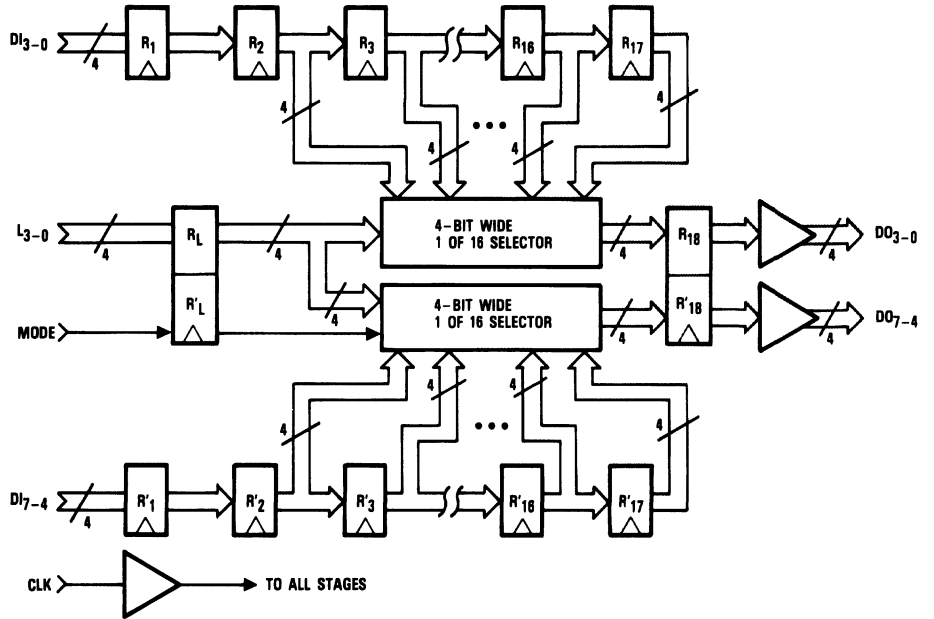 DI3-0
4
R1
R2
R3
R16
R17
4
4
4
4
•••
L3-0
4
RL
4
4-BIT WIDE
1 OF 16 SELECTOR
4
R18
4
DO3-0
R'L
4
4-BIT WIDE
1 OF 16 SELECTOR
4
R'18
4
DO7-4
MODE
4
4
4
4
•••
DI7-4
4
R'1
R'2
R'3
R'16
R'17
CLK
TO ALL STAGES